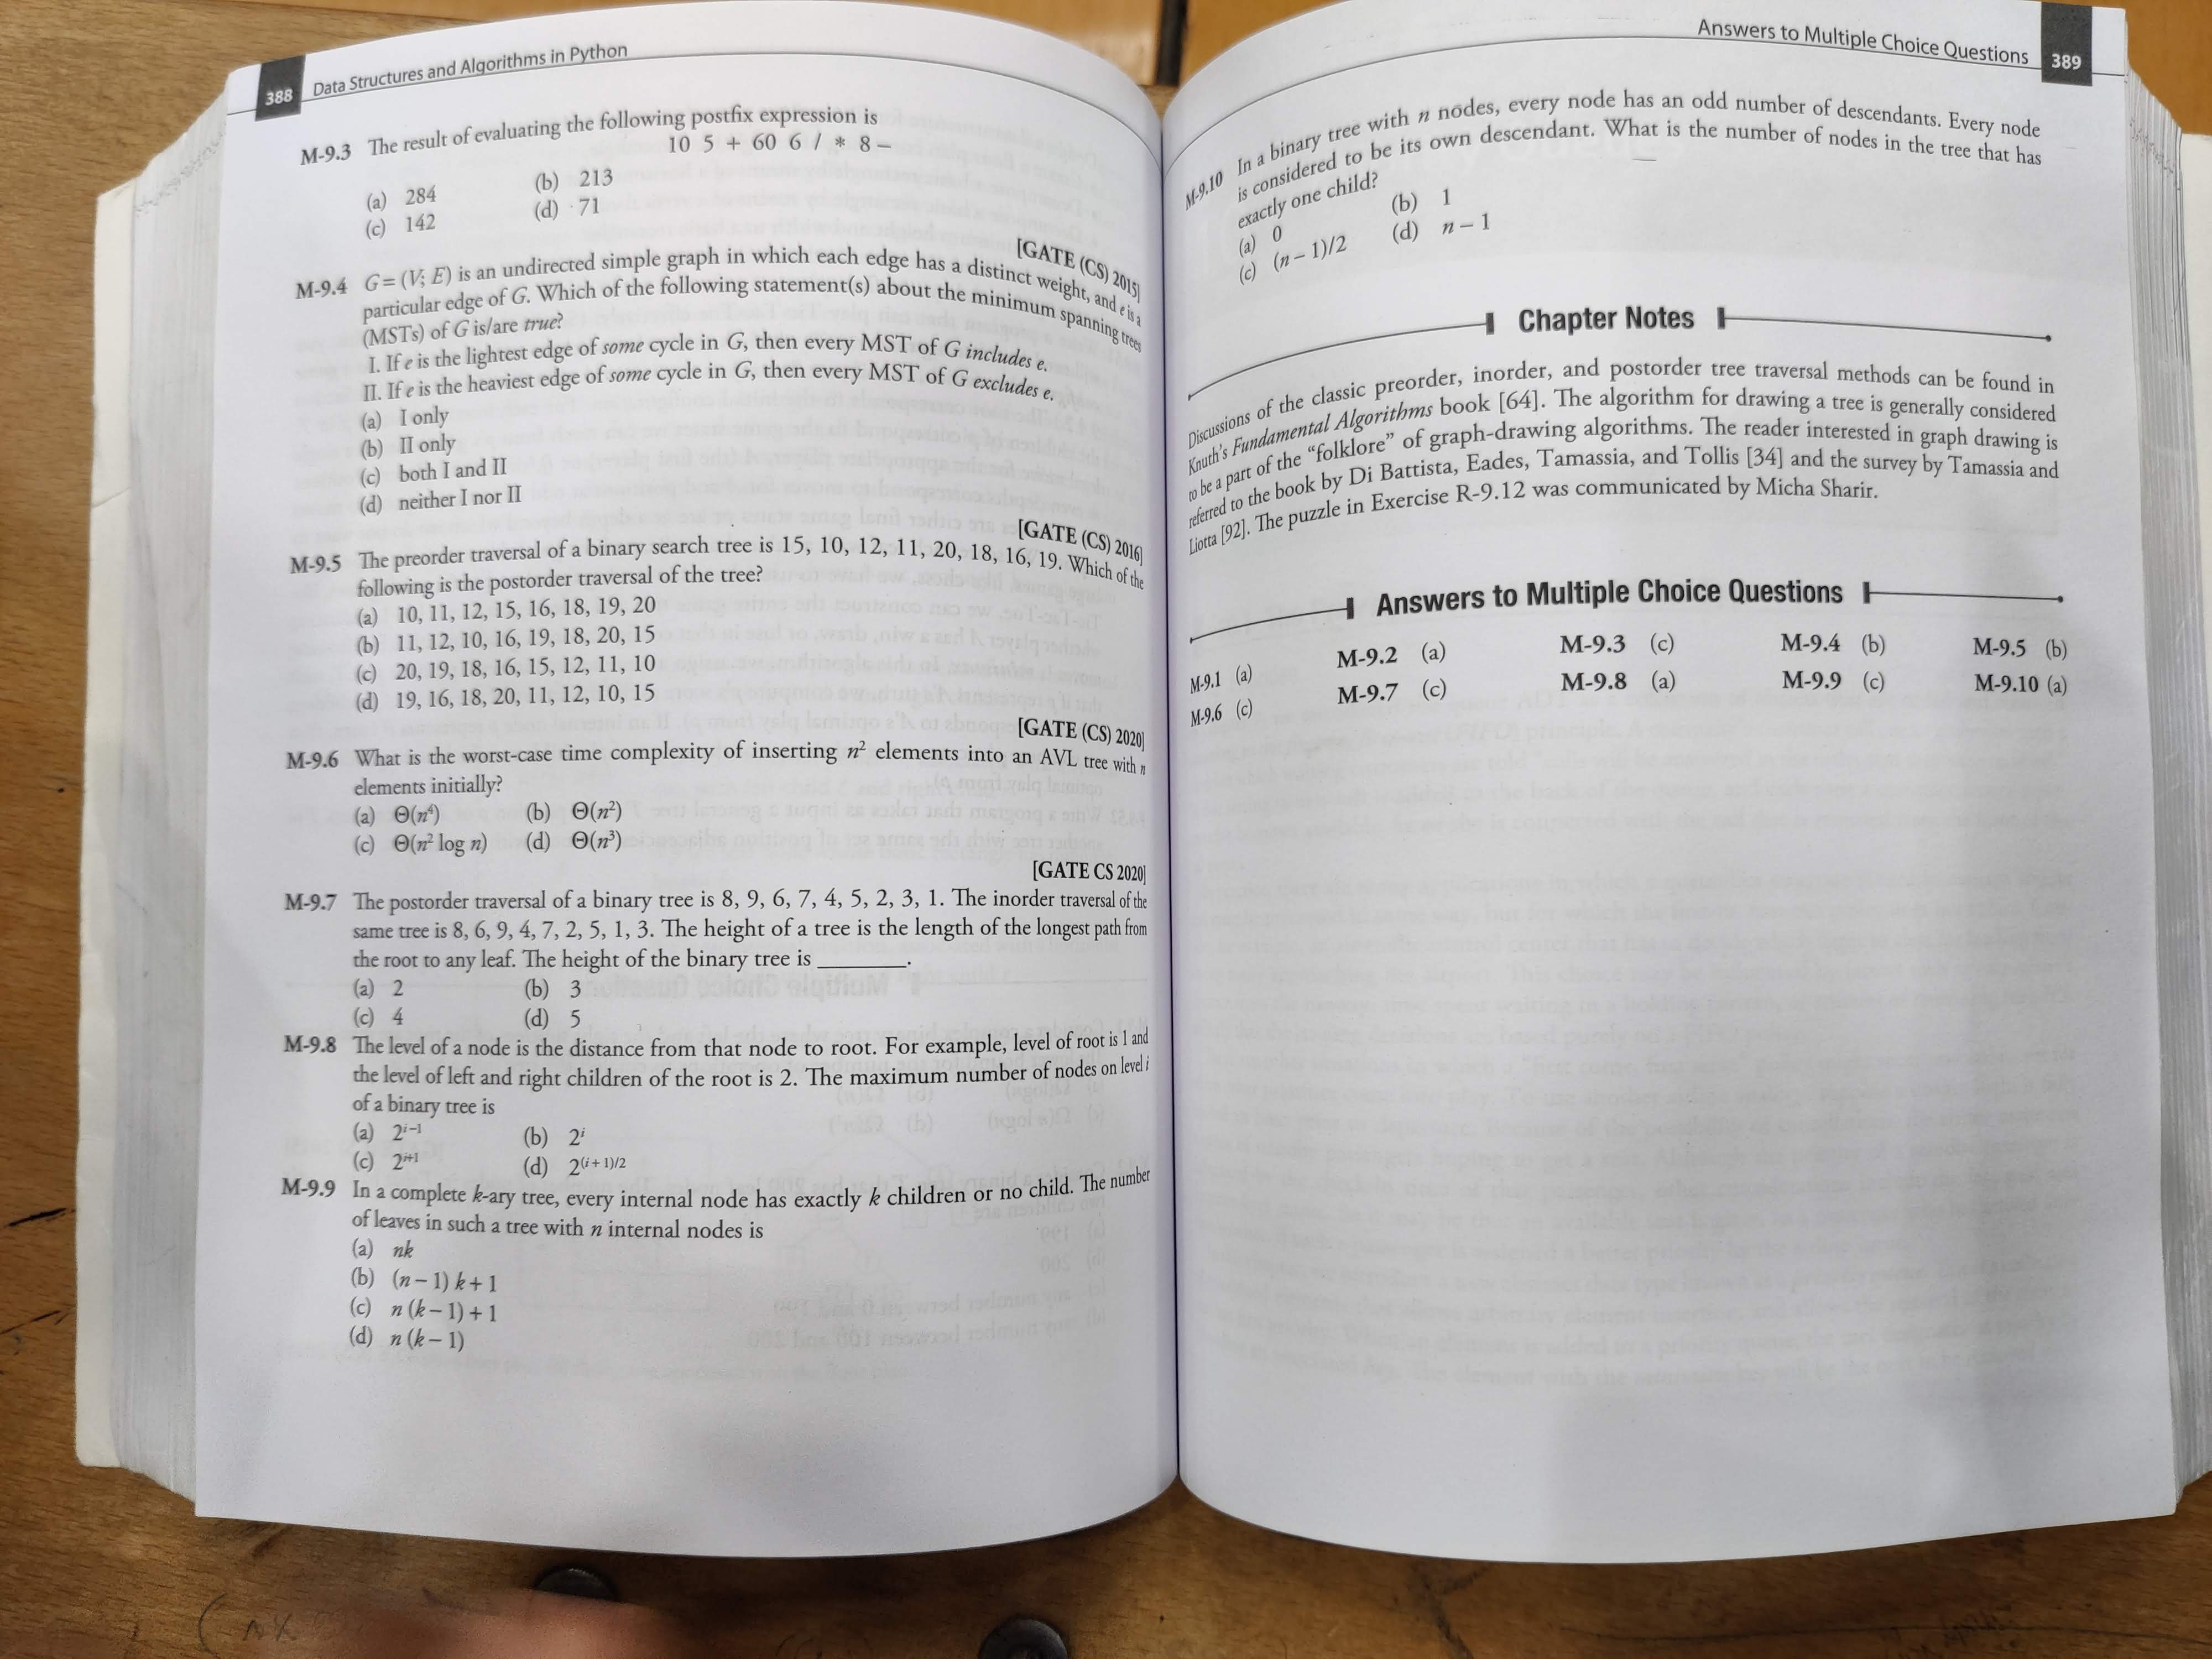 388 Data Structures and Algorithms in Python
M-9.3 The result of evaluating the following postfix expression is
10 5 + 60 6 / * 8 –
(a) 284 (b) 213
(c) 142 (d) 71
[GATE (CS) 2015]
M-9.4 G = (V; E) is an undirected simple graph in which each edge has a distinct weight, and e is a
particular edge of G. Which of the following statement(s) about the minimum spanning trees
(MSTs) of G is/are true?
I. If e is the lightest edge of some cycle in G, then every MST of G includes e.
II. If e is the heaviest edge of some cycle in G, then every MST of G excludes e.
(a) I only
(b) II only
(c) both I and II
(d) neither I nor II
[GATE (CS) 2016]
M-9.5 The preorder traversal of a binary search tree is 15, 10, 12, 11, 20, 18, 16, 19. Which of the
following is the postorder traversal of the tree?
(a) 10, 11, 12, 15, 16, 18, 19, 20
(b) 11, 12, 10, 16, 19, 18, 20, 15
(c) 20, 19, 18, 16, 15, 12, 11, 10
(d) 19, 16, 18, 20, 11, 12, 10, 15
[GATE (CS) 2020]
M-9.6 What is the worst-case time complexity of inserting n² elements into an AVL tree with n
elements initially?
(a) Θ(n⁴) (b) Θ(n²)
(c) Θ(n² log n) (d) Θ(n³)
[GATE CS 2020]
M-9.7 The postorder traversal of a binary tree is 8, 9, 6, 7, 4, 5, 2, 3, 1. The inorder traversal of the
same tree is 8, 6, 9, 4, 7, 2, 5, 1, 3. The height of a tree is the length of the longest path from
the root to any leaf. The height of the binary tree is ________.
(a) 2 (b) 3
(c) 4 (d) 5
M-9.8 The level of a node is the distance from that node to root. For example, level of root is 1 and
the level of left and right children of the root is 2. The maximum number of nodes on level i
of a binary tree is
(a) 2^{i–1} (b) 2^{i}
(c) 2^{i+1} (d) 2^{(i + 1)/2}
M-9.9 In a complete k-ary tree, every internal node has exactly k children or no child. The number
of leaves in such a tree with n internal nodes is
(a) nk
(b) (n – 1) k + 1
(c) n (k – 1) + 1
(d) n (k – 1)
Answers to Multiple Choice Questions 389
M-9.10 In a binary tree with n nodes, every node has an odd number of descendants. Every node
is considered to be its own descendant. What is the number of nodes in the tree that has
exactly one child?
(a) 0 (b) 1
(c) (n – 1)/2 (d) n – 1
Chapter Notes
Discussions of the classic preorder, inorder, and postorder tree traversal methods can be found in
Knuth's Fundamental Algorithms book [64]. The algorithm for drawing a tree is generally considered
to be a part of the “folklore” of graph-drawing algorithms. The reader interested in graph drawing is
referred to the book by Di Battista, Eades, Tamassia, and Tollis [34] and the survey by Tamassia and
Liotta [92]. The puzzle in Exercise R-9.12 was communicated by Micha Sharir.
Answers to Multiple Choice Questions
M-9.1 (a) M-9.2 (a) M-9.3 (c) M-9.4 (b) M-9.5 (b)
M-9.6 (c) M-9.7 (c) M-9.8 (a) M-9.9 (c) M-9.10 (a)